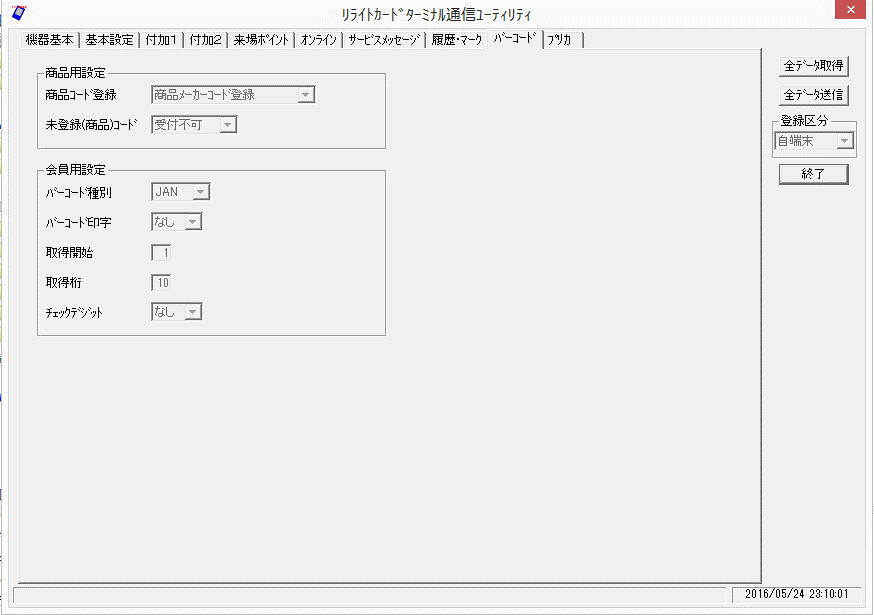 ﾘﾗｲﾄｶｰﾄﾞﾀｰﾐﾅﾙ通信ﾕｰﾃｨﾘﾃｨ
機器基本 基本設定 付加1 付加2 来場ﾎﾟｲﾝﾄ ｵﾝﾗｲﾝ ｻｰﾋﾞｽﾒｯｾｰｼﾞ 履歴・ﾏｰｸ ﾊﾞｰｺｰﾄﾞ ﾌﾟﾘｶ
商品用設定
商品ｺｰﾄﾞ登録 商品ﾒｰｶｰｺｰﾄﾞ登録
未登録(商品)ｺｰﾄﾞ 受付不可
会員用設定
ﾊﾞｰｺｰﾄﾞ種別 JAN
ﾊﾞｰｺｰﾄﾞ印字 なし
取得開始 1
取得桁 10
ﾁｪｯｸﾃﾞｼﾞｯﾄ なし
全ﾃﾞｰﾀ取得
全ﾃﾞｰﾀ送信
登録区分
自端末
終了
2016/05/24 23:10:01